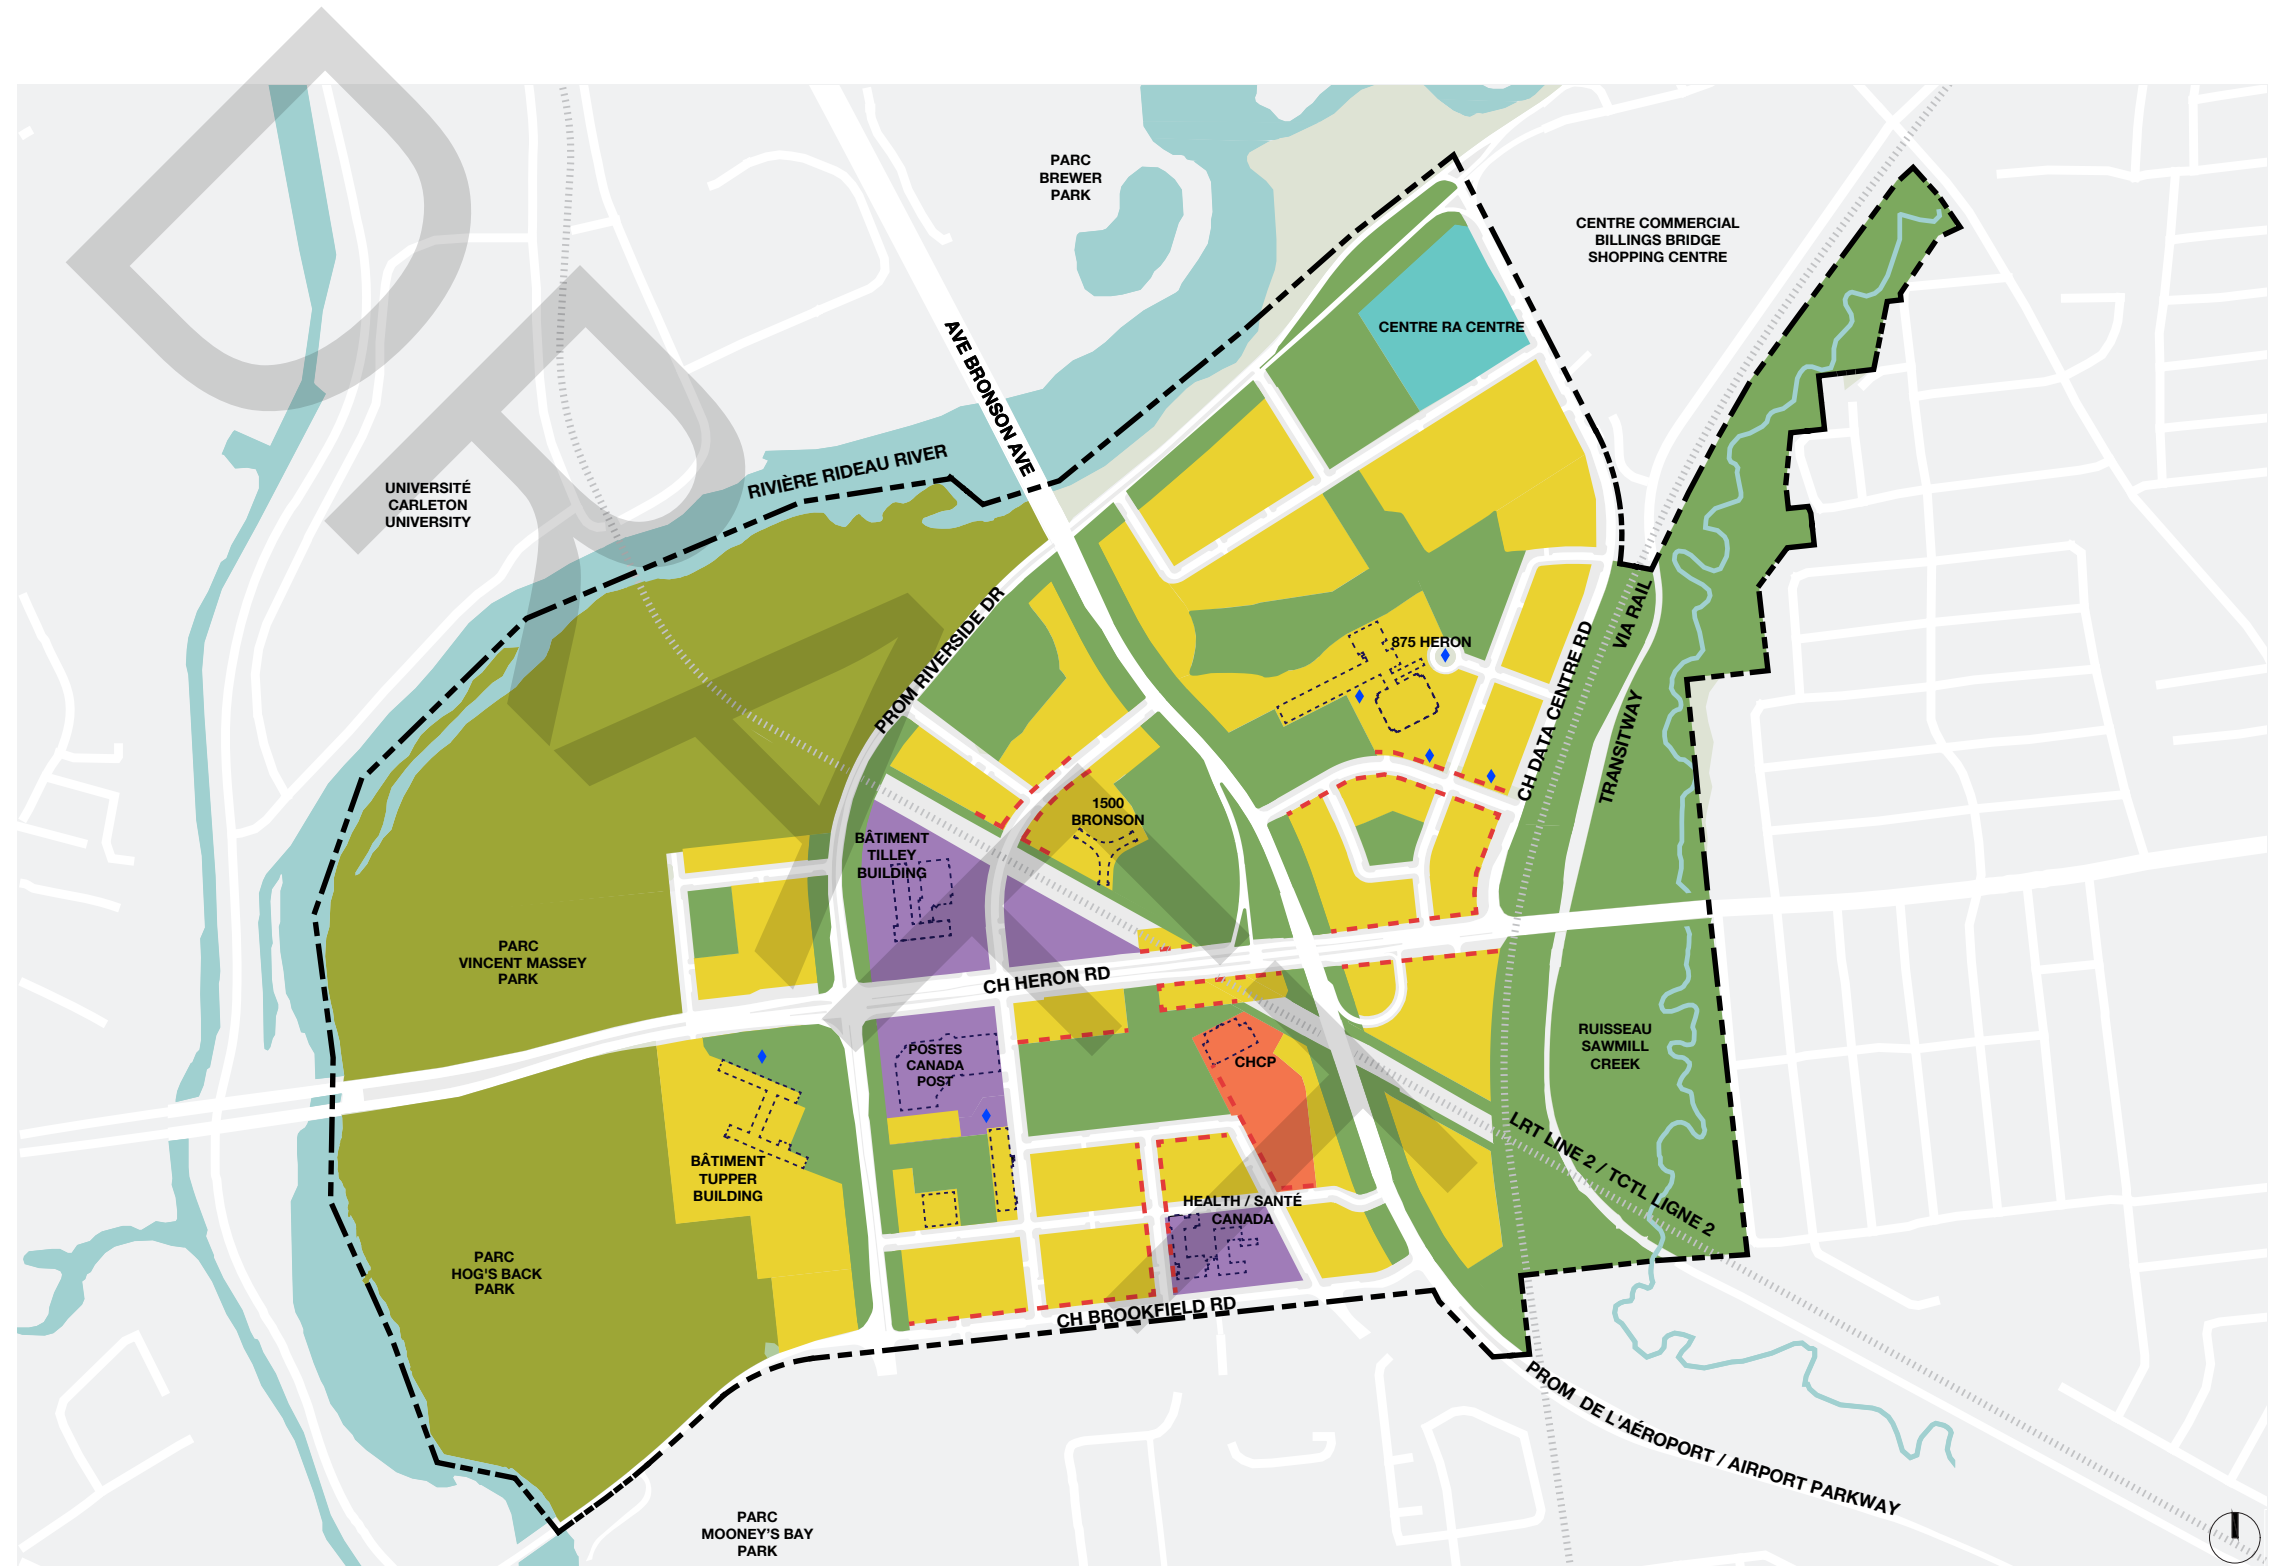 PARC
BREWER
PARK
CENTRE COMMERCIAL
BILLINGS BRIDGE
SHOPPING CENTRE
CENTRE RA CENTRE
AVE BRONSON AVE
RIVIÈRE RIDEAU RIVER
UNIVERSITÉ
CARLETON
UNIVERSITY
PROM RIVERSIDE DR
875 HERON
VIA RAIL
CH DATA CENTRE RD
TRANSITWAY
1500
BRONSON
BÂTIMENT
TILLEY
BUILDING
PARC
VINCENT MASSEY
PARK
CH HERON RD
POSTES
CANADA
POST
CHCP
RUISSEAU
SAWMILL
CREEK
LRT LINE 2 / TCTL LIGNE 2
BÂTIMENT
TUPPER
BUILDING
HEALTH / SANTÉ
CANADA
PARC
HOG'S BACK
PARK
CH BROOKFIELD RD
PROM DE L'AÉROPORT / AIRPORT PARKWAY
PARC
MOONEY'S BAY
PARK
DRAFT